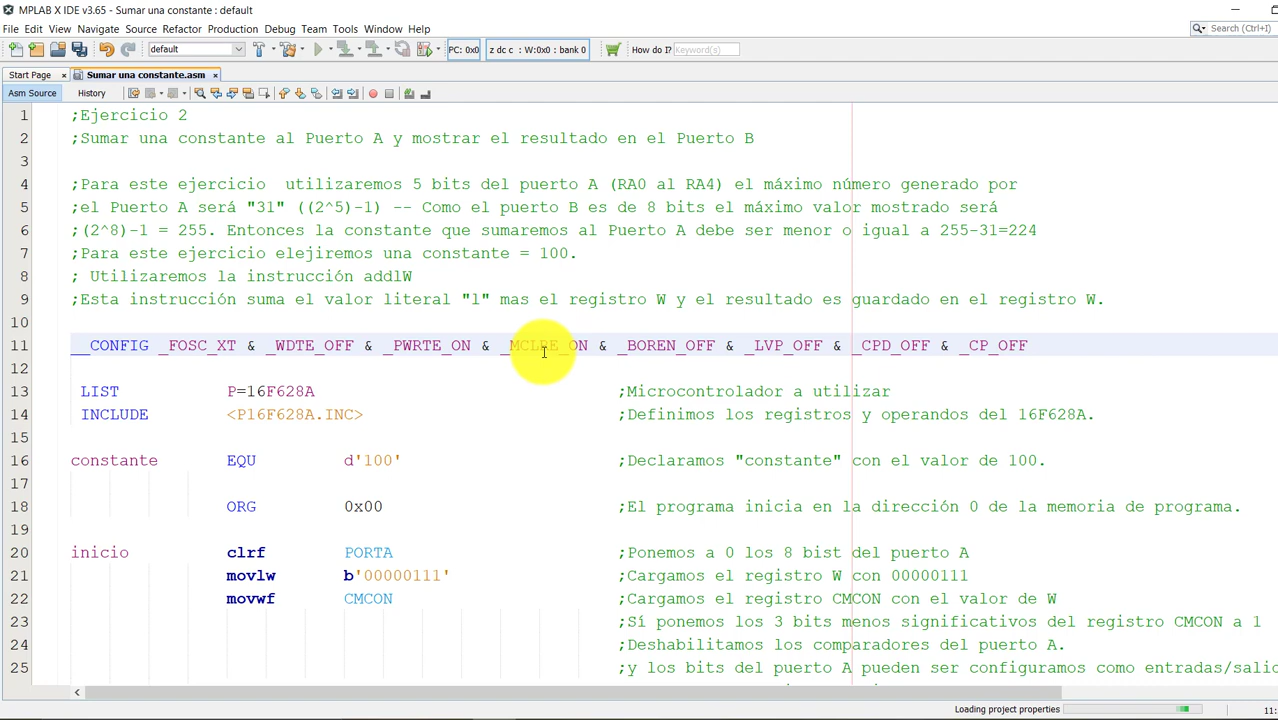 MPLAB X IDE v3.65 - Sumar una constante : default
File Edit View Navigate Source Refactor Production Debug Team Tools Window Help
Search (Ctrl+I)
default
PC: 0x0
z dc c : W:0x0 : bank 0
How do I?
Keyword(s)
Start Page
Sumar una constante.asm
Asm Source
History
1 ;Ejercicio 2
2 ;Sumar una constante al Puerto A y mostrar el resultado en el Puerto B
3
4 ;Para este ejercicio utilizaremos 5 bits del puerto A (RA0 al RA4) el máximo número generado por
5 ;el Puerto A será "31" ((2^5)-1) -- Como el puerto B es de 8 bits el máximo valor mostrado será
6 ;(2^8)-1 = 255. Entonces la constante que sumaremos al Puerto A debe ser menor o igual a 255-31=224
7 ;Para este ejercicio elejiremos una constante = 100.
8 ; Utilizaremos la instrucción addlW
9 ;Esta instrucción suma el valor literal "l" mas el registro W y el resultado es guardado en el registro W.
10
11 __CONFIG _FOSC_XT & _WDTE_OFF & _PWRTE_ON & _MCLRE_ON & _BOREN_OFF & _LVP_OFF & _CPD_OFF & _CP_OFF
12
13 LIST P=16F628A ;Microcontrolador a utilizar
14 INCLUDE <P16F628A.INC> ;Definimos los registros y operandos del 16F628A.
15
16 constante EQU d'100' ;Declaramos "constante" con el valor de 100.
17
18 ORG 0x00 ;El programa inicia en la dirección 0 de la memoria de programa.
19
20 inicio clrf PORTA ;Ponemos a 0 los 8 bist del puerto A
21 movlw b'00000111' ;Cargamos el registro W con 00000111
22 movwf CMCON ;Cargamos el registro CMCON con el valor de W
23 ;Sí ponemos los 3 bits menos significativos del registro CMCON a 1
24 ;Deshabilitamos los comparadores del puerto A.
25 ;y los bits del puerto A pueden ser configuramos como entradas/salid
Loading project properties
11: